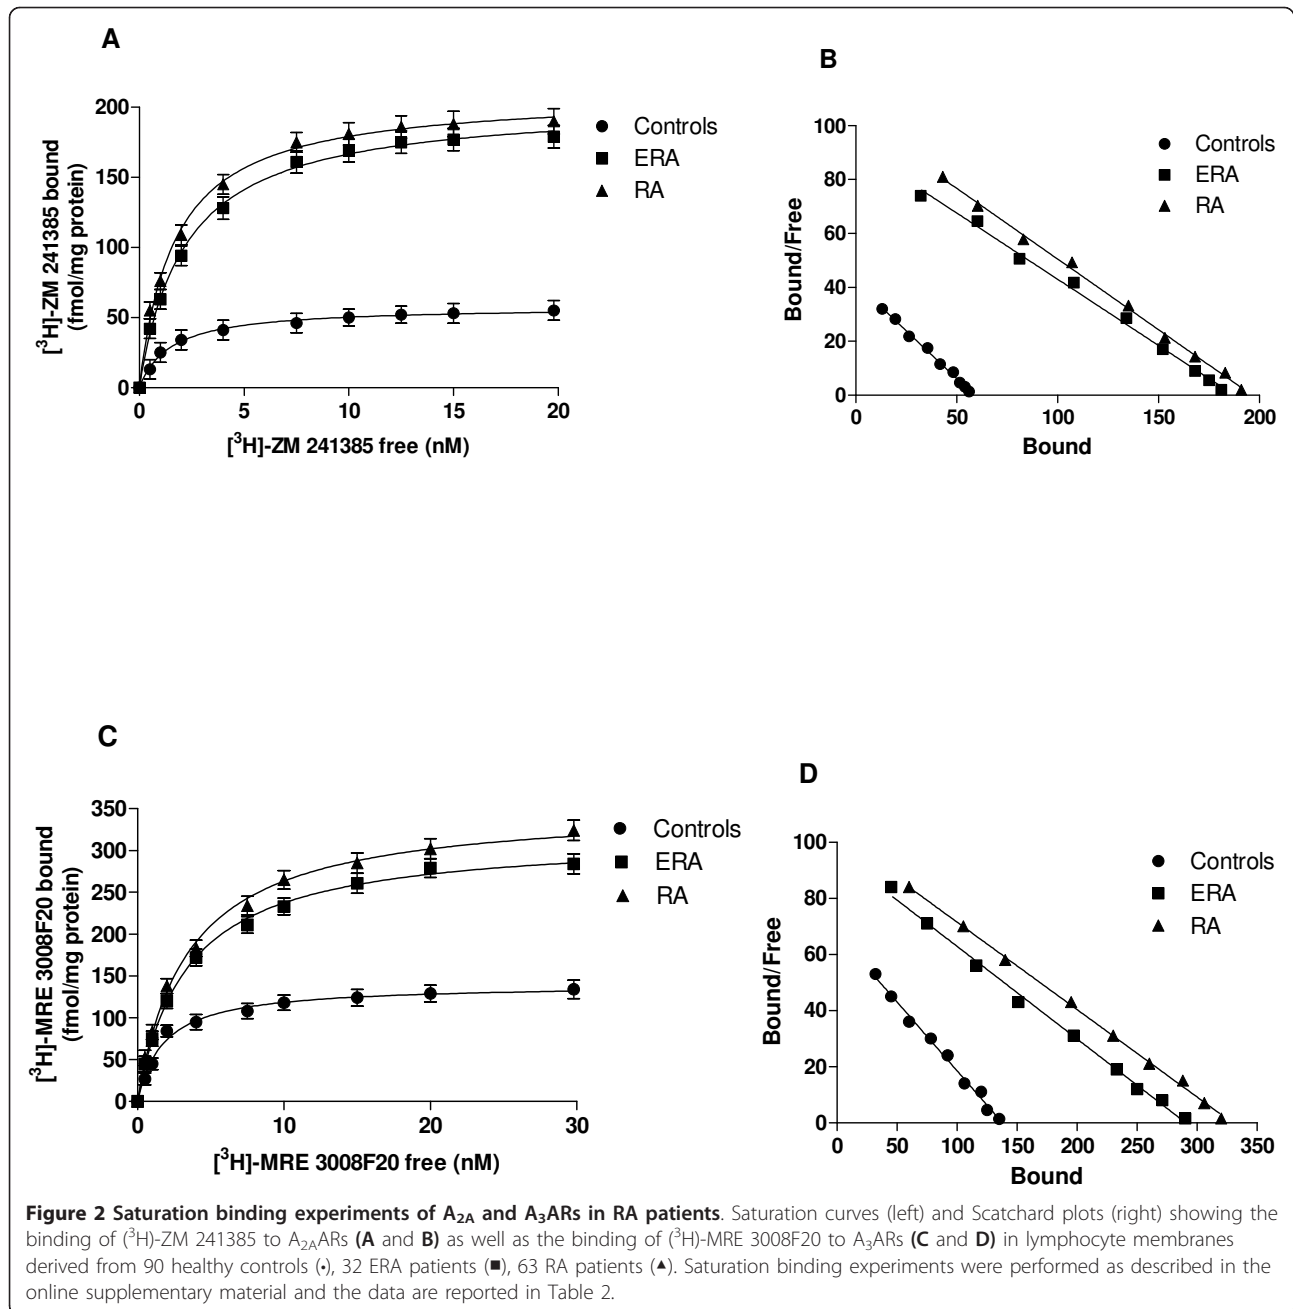 A
[³H]-ZM 241385 bound
(fmol/mg protein)
200
150
100
50
0
0
5
10
15
20
[³H]-ZM 241385 free (nM)
Controls
ERA
RA
B
Bound/Free
100
80
60
40
20
0
0
50
100
150
200
Bound
Controls
ERA
RA
C
[³H]-MRE 3008F20 bound
(fmol/mg protein)
350
300
250
200
150
100
50
0
0
10
20
30
[³H]-MRE 3008F20 free (nM)
Controls
ERA
RA
D
Bound/Free
100
80
60
40
20
0
0
50
100
150
200
250
300
350
Bound
Controls
ERA
RA
Figure 2 Saturation binding experiments of A₂A and A₃ARs in RA patients. Saturation curves (left) and Scatchard plots (right) showing the
binding of (³H)-ZM 241385 to A₂AARs (A and B) as well as the binding of (³H)-MRE 3008F20 to A₃ARs (C and D) in lymphocyte membranes
derived from 90 healthy controls (•), 32 ERA patients (■), 63 RA patients (▲). Saturation binding experiments were performed as described in the
online supplementary material and the data are reported in Table 2.